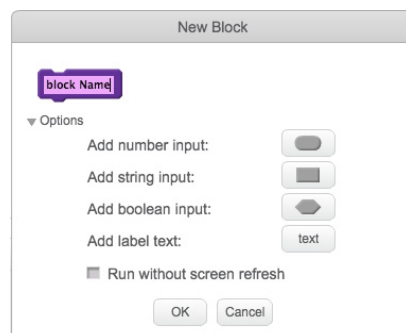 New Block
block Name
Options
Add number input:
Add string input:
Add boolean input:
Add label text: text
Run without screen refresh
OK Cancel